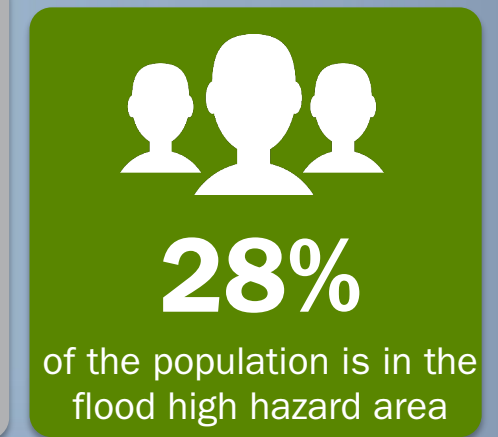 28%
of the population is in the
flood high hazard area